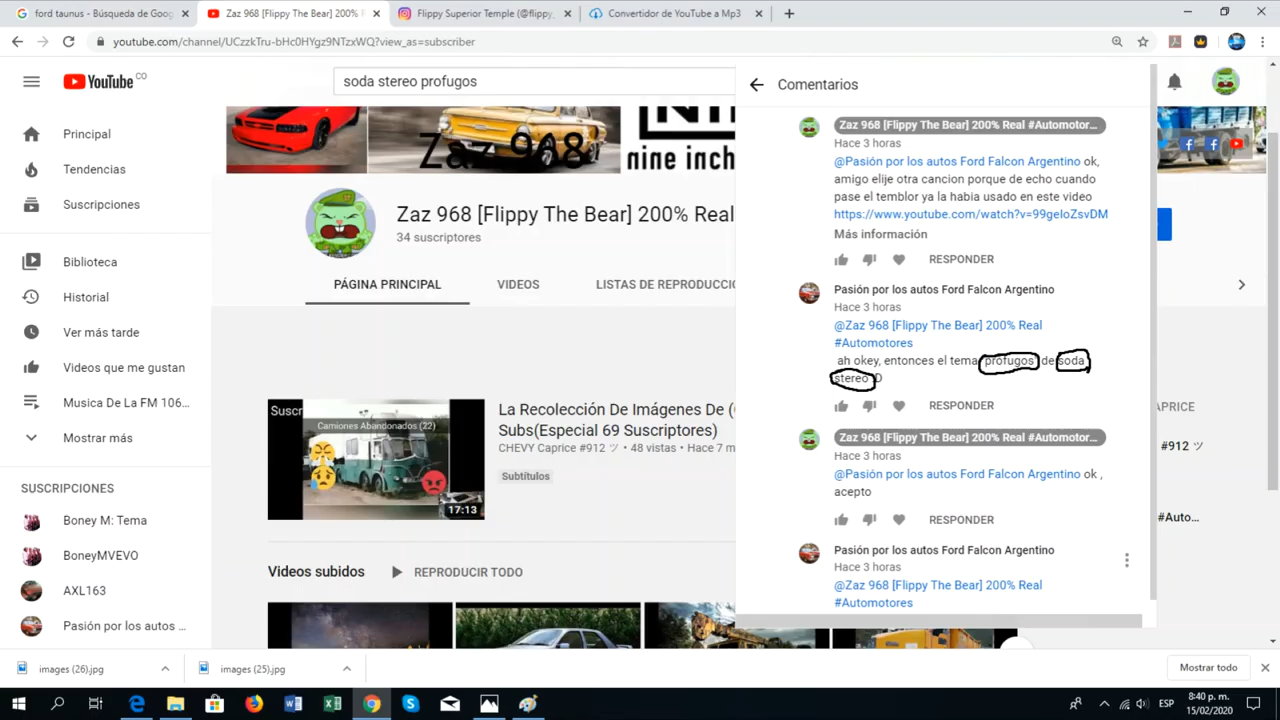 ford taunus - Búsqueda de Goog
Zaz 968 [Flippy The Bear] 200% R
Flippy Superior Temple (@flippy_
Convertidor de YouTube a Mp3
youtube.com/channel/UCzzkTru-bHc0HYgz9NTzxWQ?view_as=subscriber
YouTube CO
soda stereo profugos
Principal
Tendencias
Suscripciones
Biblioteca
Historial
Ver más tarde
Videos que me gustan
Musica De La FM 106...
Mostrar más
SUSCRIPCIONES
Boney M: Tema
BoneyMVEVO
AXL163
Pasión por los autos ...
Zaz 968
nine inch
Zaz 968 [Flippy The Bear] 200% Real
34 suscriptores
PÁGINA PRINCIPAL
VIDEOS
LISTAS DE REPRODUCCIÓ
Suscr
Camiones Abandonados (22)
17:13
La Recolección De Imágenes De (
Subs(Especial 69 Suscriptores)
CHEVY Caprice #912 ツ • 48 vistas • Hace 7 m
Subtítulos
Videos subidos
REPRODUCIR TODO
Comentarios
Zaz 968 [Flippy The Bear] 200% Real #Automotor...
Hace 3 horas
@Pasión por los autos Ford Falcon Argentino ok,
amigo elije otra cancion porque de echo cuando
pase el temblor ya la habia usado en este video
https://www.youtube.com/watch?v=99geIoZsvDM
Más información
RESPONDER
Pasión por los autos Ford Falcon Argentino
Hace 3 horas
@Zaz 968 [Flippy The Bear] 200% Real
#Automotores
ah okey, entonces el tema profugos de soda
stereo :D
RESPONDER
Zaz 968 [Flippy The Bear] 200% Real #Automotor...
Hace 3 horas
@Pasión por los autos Ford Falcon Argentino ok ,
acepto
RESPONDER
Pasión por los autos Ford Falcon Argentino
Hace 3 horas
@Zaz 968 [Flippy The Bear] 200% Real
#Automotores
APRICE
#912 ツ
#Auto...
images (26).jpg
images (25).jpg
Mostrar todo
ESP
8:40 p. m.
15/02/2020